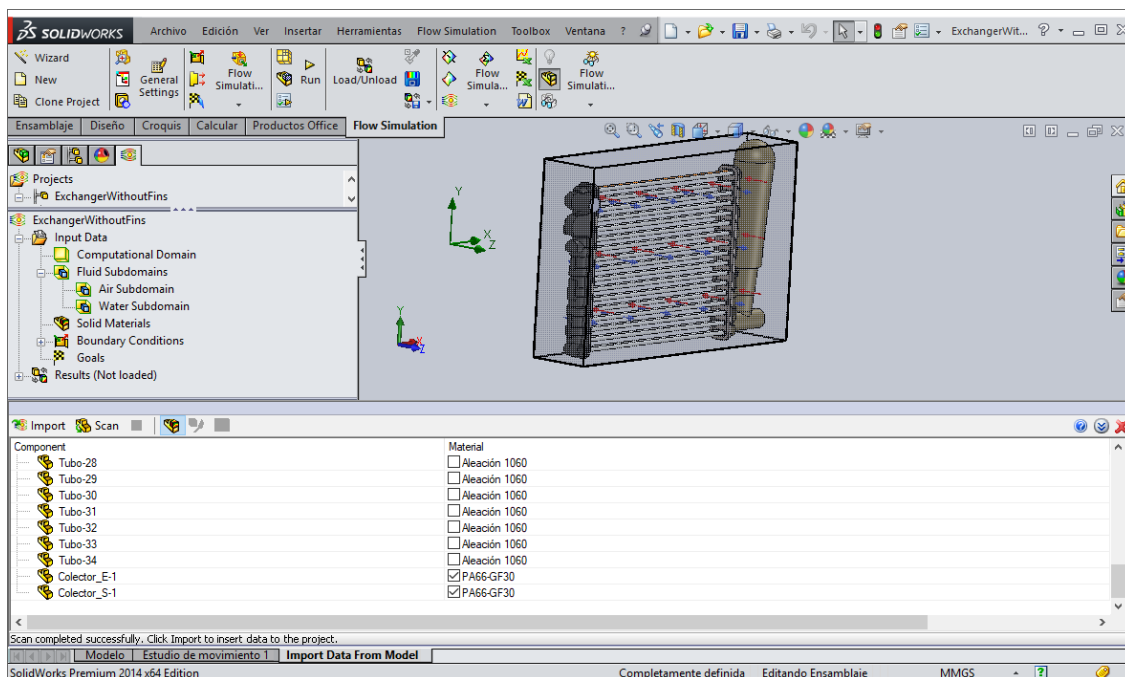 SOLIDWORKS Archivo Edición Ver Insertar Herramientas Flow Simulation Toolbox Ventana ? ExchangerWit... ?
Wizard
New
Clone Project
General Settings
Flow Simulati...
Run
Load/Unload
Flow Simula...
Flow Simulati...
Ensamblaje Diseño Croquis Calcular Productos Office Flow Simulation
Projects
ExchangerWithoutFins
ExchangerWithoutFins
Input Data
Computational Domain
Fluid Subdomains
Air Subdomain
Water Subdomain
Solid Materials
Boundary Conditions
Goals
Results (Not loaded)
Y
X
Z
Y
X
Z
Import Scan
Component Material
Tubo-28 Aleación 1060
Tubo-29 Aleación 1060
Tubo-30 Aleación 1060
Tubo-31 Aleación 1060
Tubo-32 Aleación 1060
Tubo-33 Aleación 1060
Tubo-34 Aleación 1060
Colector_E-1 PA66-GF30
Colector_S-1 PA66-GF30
Scan completed successfully. Click Import to insert data to the project.
Modelo Estudio de movimiento 1 Import Data From Model
SolidWorks Premium 2014 x64 Edition Completamente definida Editando Ensamblaje MMGS ?